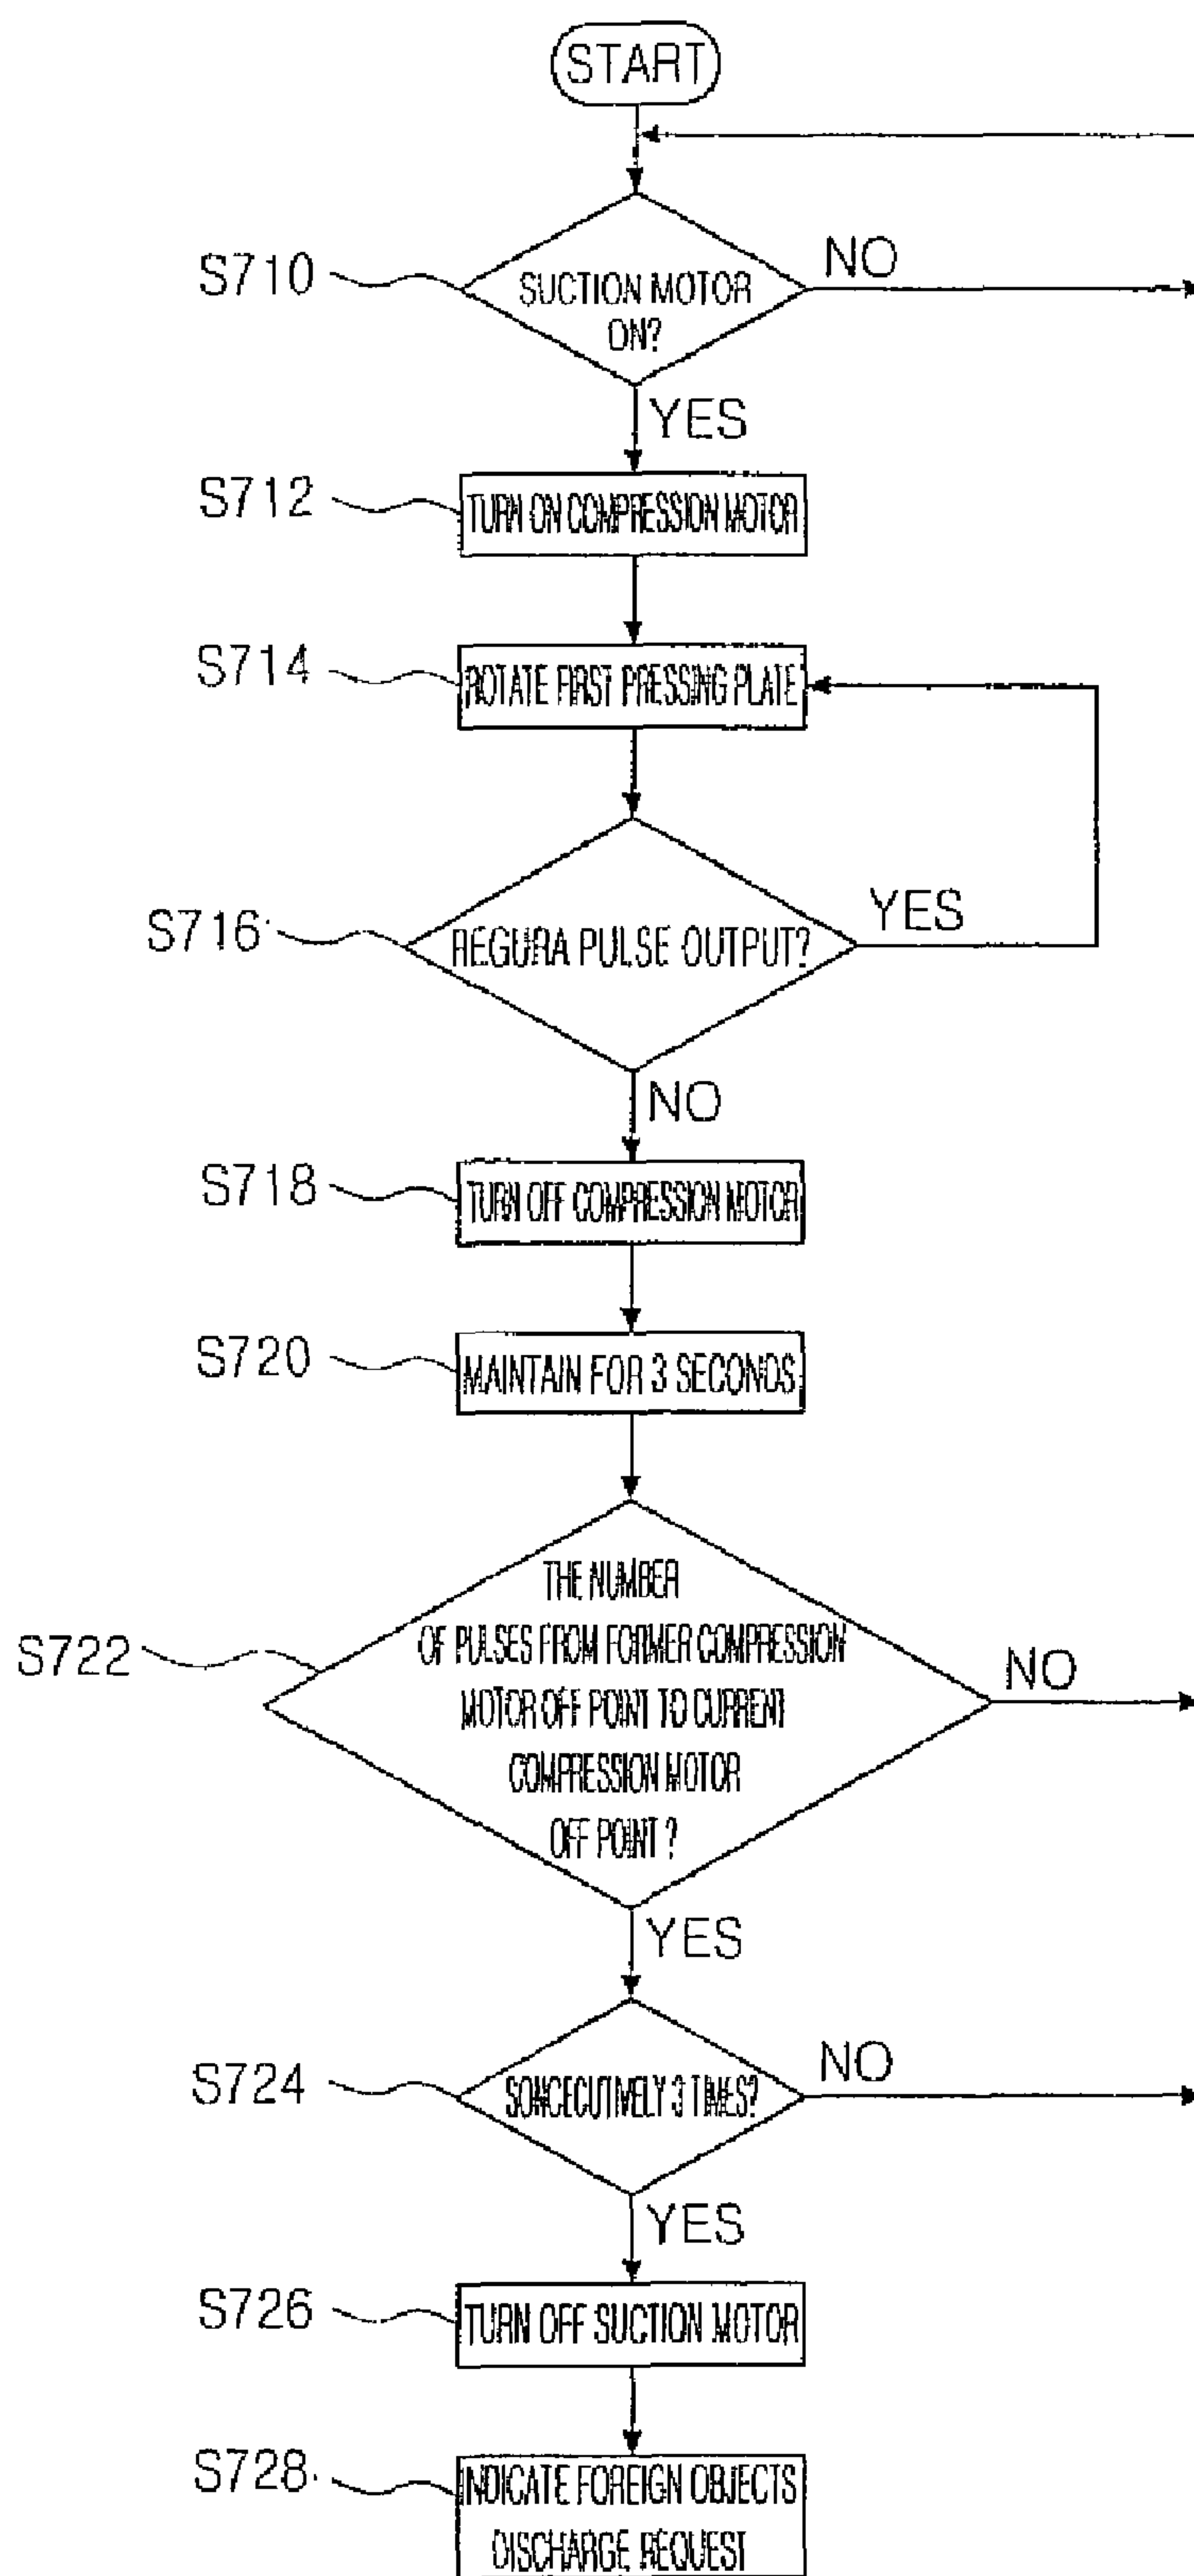 START
S710
SUCTION MOTOR
ON?
NO
YES
S712
TURN ON COMPRESSION MOTOR
S714
ROTATE FIRST PRESSING PLATE
S716
REGURA PULSE OUTPUT?
YES
NO
S718
TURN OFF COMPRESSION MOTOR
S720
MAINTAIN FOR 3 SECONDS
S722
THE NUMBER
OF PULSES FROM FORMER COMPRESSION
MOTOR OFF POINT TO CURRENT
COMPRESSION MOTOR
OFF POINT ?
NO
YES
S724
SONCECUTIVELY 3 TIMES?
NO
YES
S726
TURN OFF SUCTION MOTOR
S728
INDICATE FOREIGN OBJECTS
DISCHARGE REQUEST